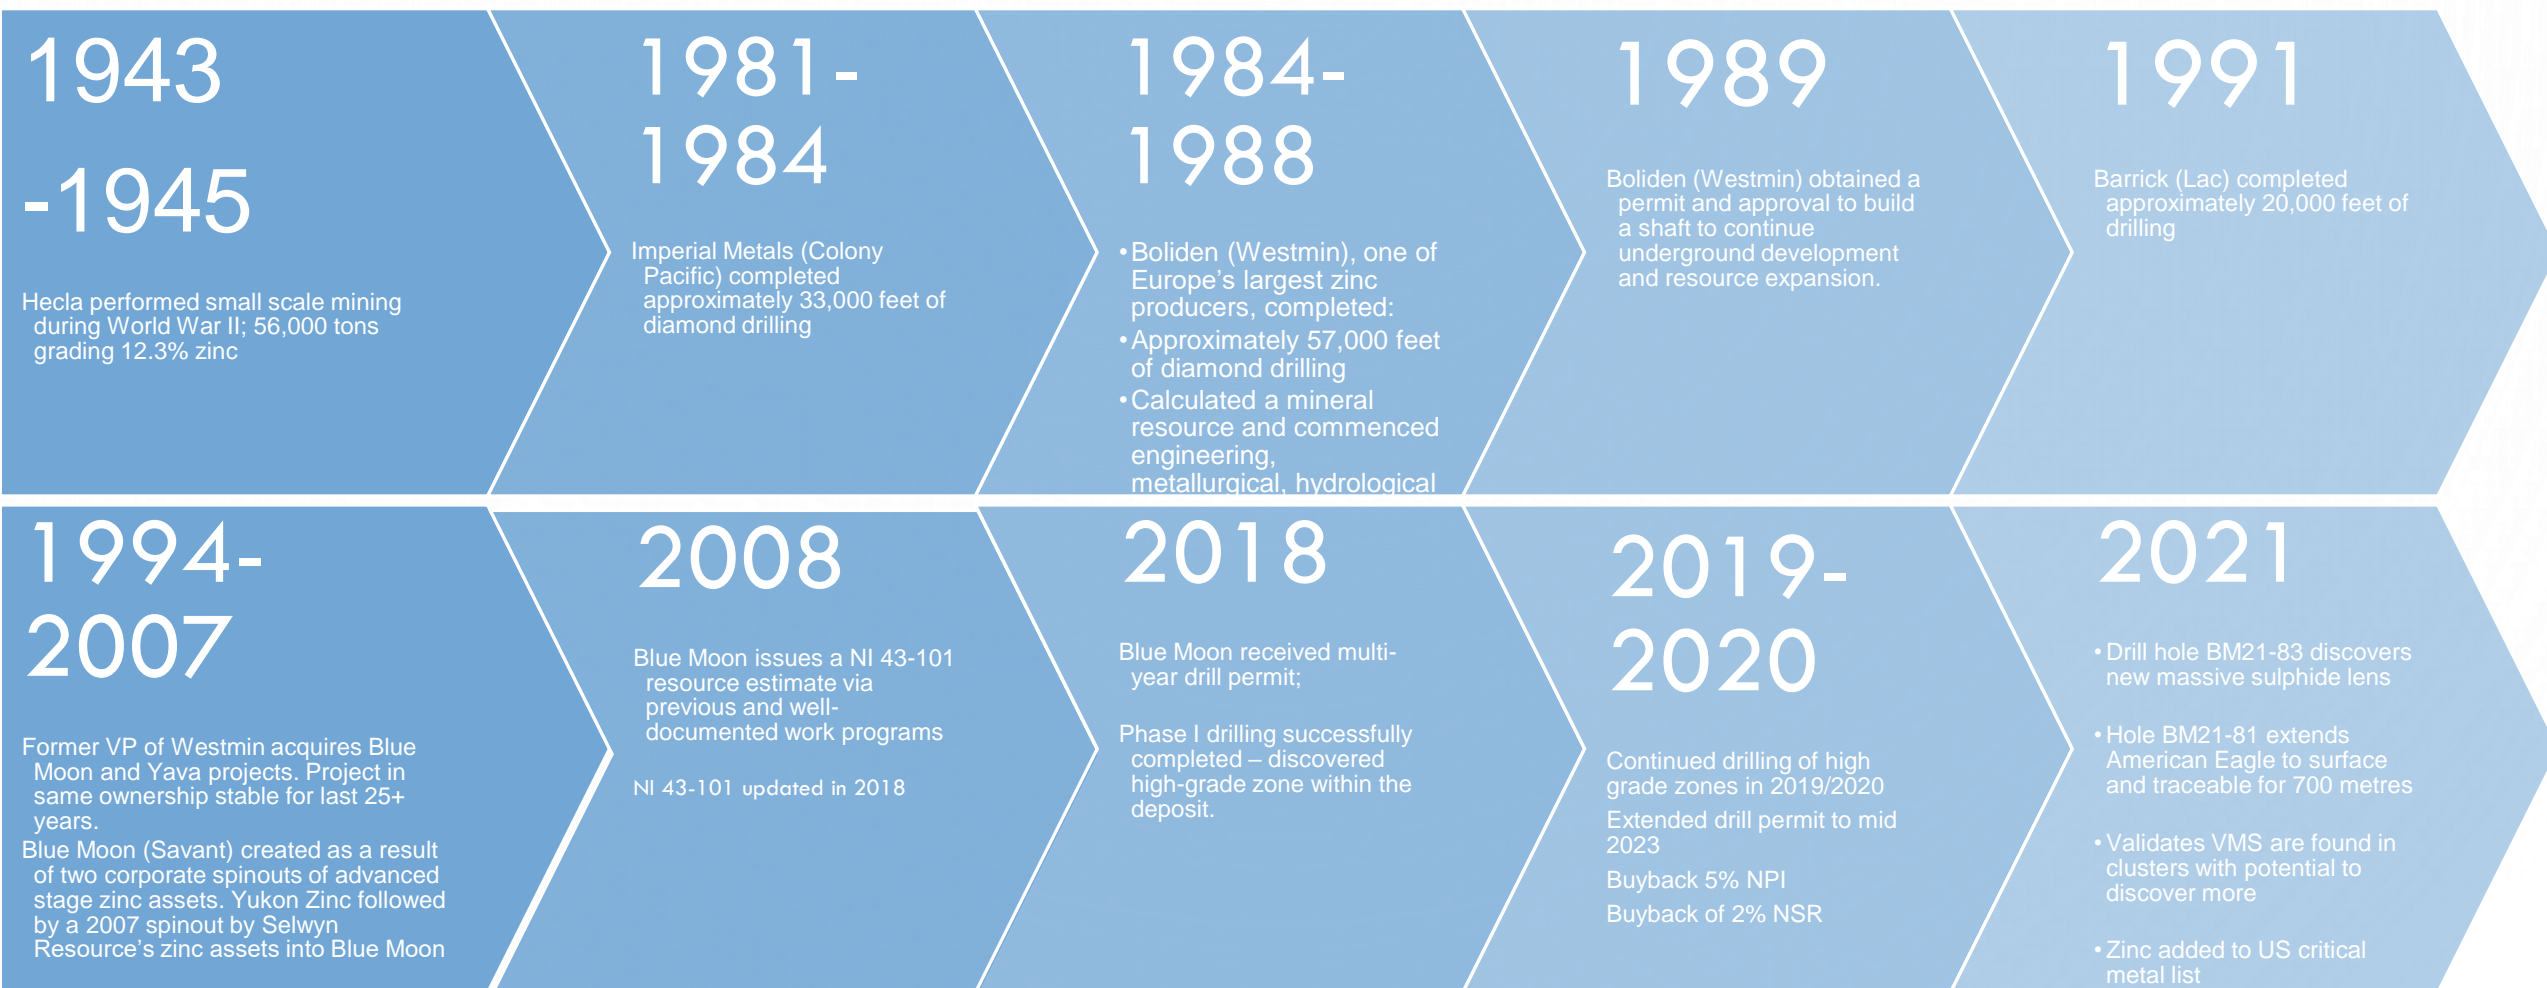 1943
-1945
Hecla performed small scale mining
during World War II; 56,000 tons
grading 12.3% zinc
1981-
1984
Imperial Metals (Colony
Pacific) completed
approximately 33,000 feet of
diamond drilling
1984-
1988
•Boliden (Westmin), one of
Europe’s largest zinc
producers, completed:
•Approximately 57,000 feet
of diamond drilling
•Calculated a mineral
resource and commenced
engineering,
metallurgical, hydrological
1989
Boliden (Westmin) obtained a
permit and approval to build
a shaft to continue
underground development
and resource expansion.
1991
Barrick (Lac) completed
approximately 20,000 feet of
drilling
1994-
2007
Former VP of Westmin acquires Blue
Moon and Yava projects. Project in
same ownership stable for last 25+
years.
Blue Moon (Savant) created as a result
of two corporate spinouts of advanced
stage zinc assets. Yukon Zinc followed
by a 2007 spinout by Selwyn
Resource’s zinc assets into Blue Moon
2008
Blue Moon issues a NI 43-101
resource estimate via
previous and well-
documented work programs
NI 43-101 updated in 2018
2018
Blue Moon received multi-
year drill permit;
Phase I drilling successfully
completed – discovered
high-grade zone within the
deposit.
2019-
2020
Continued drilling of high
grade zones in 2019/2020
Extended drill permit to mid
2023
Buyback 5% NPI
Buyback of 2% NSR
2021
•Drill hole BM21-83 discovers
new massive sulphide lens
•Hole BM21-81 extends
American Eagle to surface
and traceable for 700 metres
•Validates VMS are found in
clusters with potential to
discover more
•Zinc added to US critical
metal list